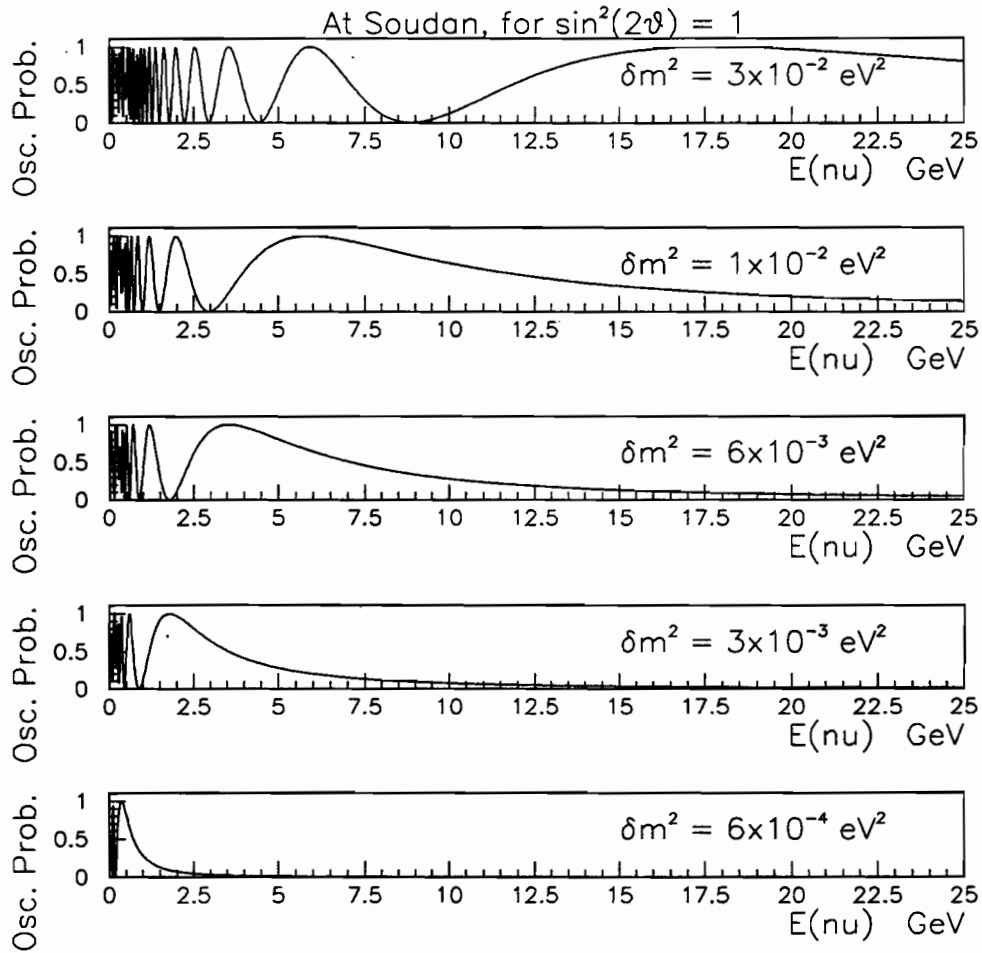 At Soudan, for sin²(2ϑ) = 1
Osc. Prob.
1
0.5
0
δm² = 3x10⁻² eV²
0 2.5 5 7.5 10 12.5 15 17.5 20 22.5 25
E(nu) GeV
Osc. Prob.
1
0.5
0
δm² = 1x10⁻² eV²
0 2.5 5 7.5 10 12.5 15 17.5 20 22.5 25
E(nu) GeV
Osc. Prob.
1
0.5
0
δm² = 6x10⁻³ eV²
0 2.5 5 7.5 10 12.5 15 17.5 20 22.5 25
E(nu) GeV
Osc. Prob.
1
0.5
0
δm² = 3x10⁻³ eV²
0 2.5 5 7.5 10 12.5 15 17.5 20 22.5 25
E(nu) GeV
Osc. Prob.
1
0.5
0
δm² = 6x10⁻⁴ eV²
0 2.5 5 7.5 10 12.5 15 17.5 20 22.5 25
E(nu) GeV